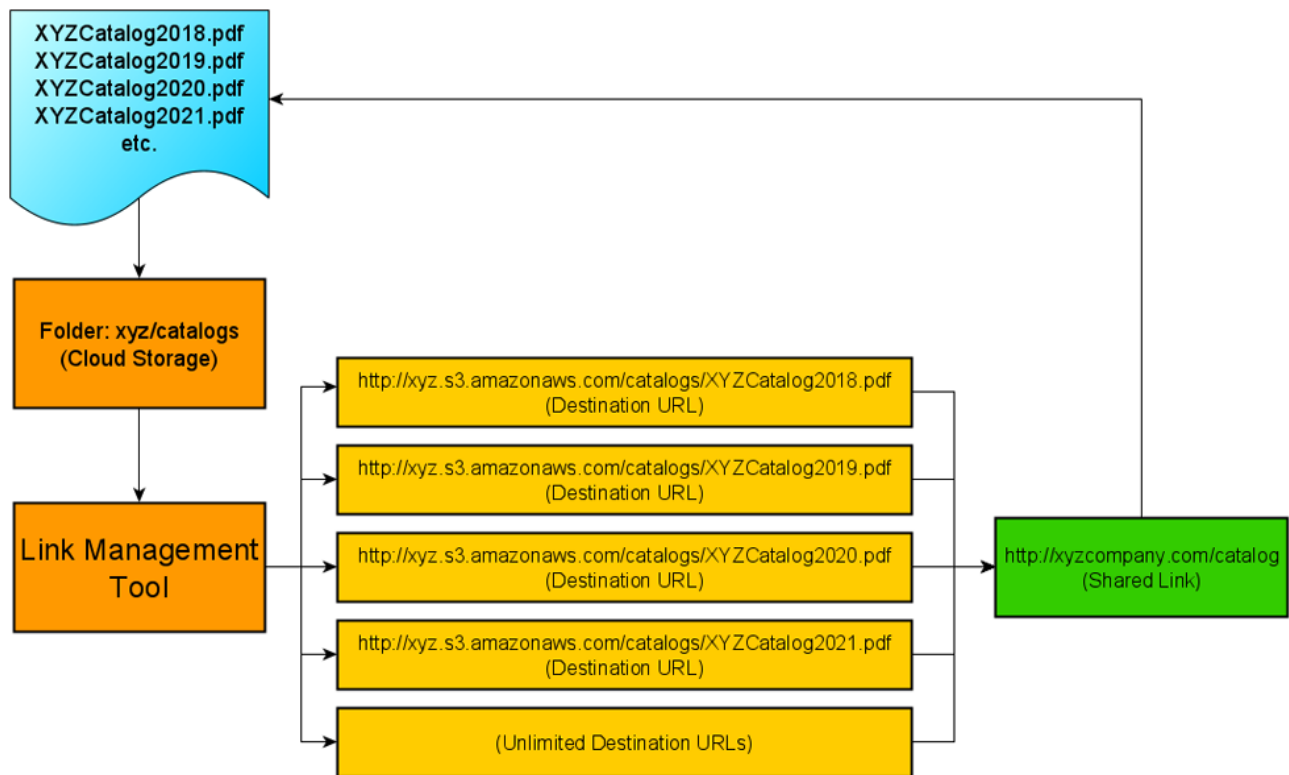 XYZCatalog2018.pdf
XYZCatalog2019.pdf
XYZCatalog2020.pdf
XYZCatalog2021.pdf
etc.
Folder: xyz/catalogs
(Cloud Storage)
Link Management
Tool
http://xyz.s3.amazonaws.com/catalogs/XYZCatalog2018.pdf
(Destination URL)
http://xyz.s3.amazonaws.com/catalogs/XYZCatalog2019.pdf
(Destination URL)
http://xyz.s3.amazonaws.com/catalogs/XYZCatalog2020.pdf
(Destination URL)
http://xyz.s3.amazonaws.com/catalogs/XYZCatalog2021.pdf
(Destination URL)
(Unlimited Destination URLs)
http://xyzcompany.com/catalog
(Shared Link)